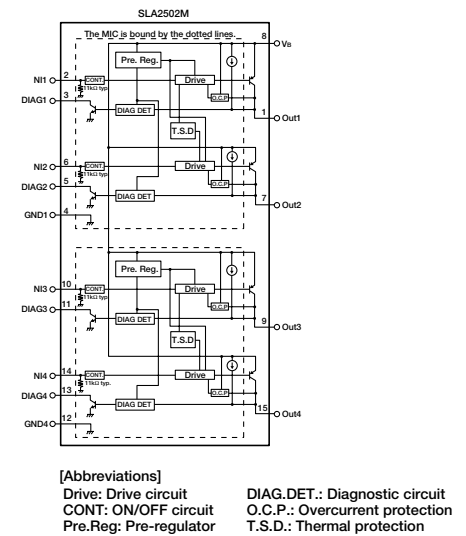 SLA2502M
The MIC is bound by the dotted lines.
8 VB
Pre. Reg.
NI1 2 CONT. Drive
11kΩ typ.
DIAG1 3 O.C.P
DIAG DET 1 Out1
T.S.D
NI2 6 CONT. Drive
11kΩ typ.
DIAG2 5 O.C.P
DIAG DET 7 Out2
GND1 4
Pre. Reg.
NI3 10 CONT. Drive
11kΩ typ.
DIAG3 11 O.C.P
DIAG DET 9 Out3
T.S.D
NI4 14 CONT. Drive
11kΩ typ.
DIAG4 13 O.C.P
DIAG DET 15 Out4
GND4 12
[Abbreviations]
Drive: Drive circuit DIAG.DET.: Diagnostic circuit
CONT: ON/OFF circuit O.C.P.: Overcurrent protection
Pre.Reg: Pre-regulator T.S.D.: Thermal protection